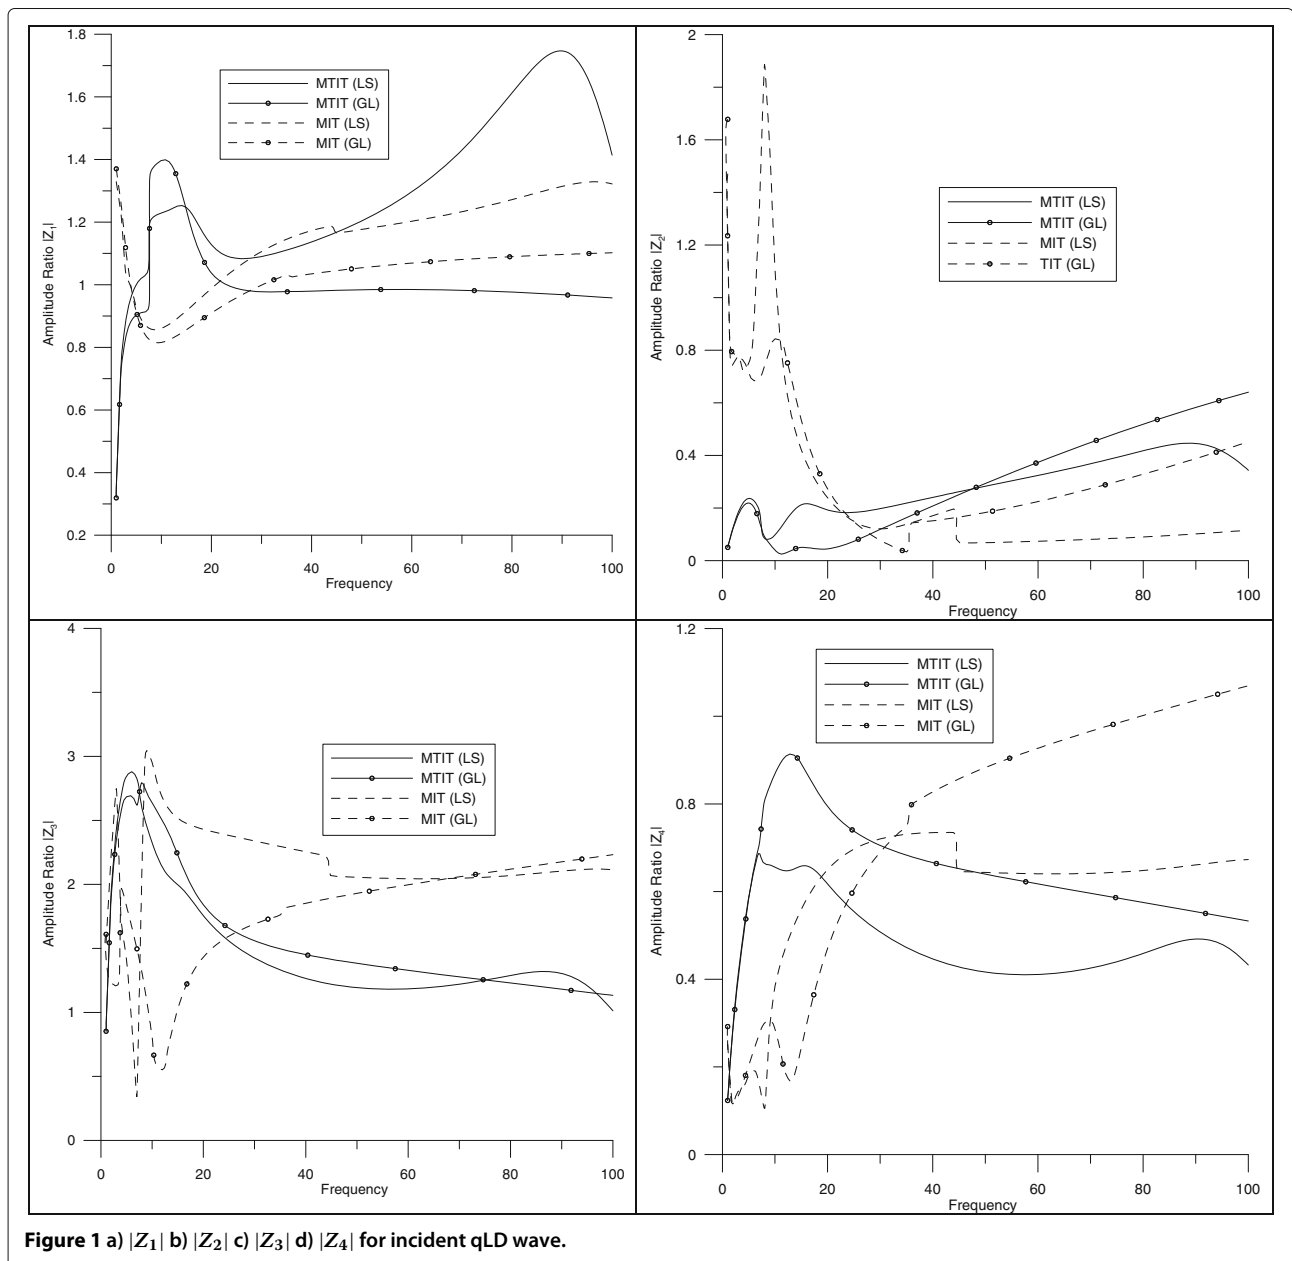 1.8
1.6
1.4
1.2
1
0.8
0.6
0.4
0.2
Amplitude Ratio |Z1|
MTIT (LS)
MTIT (GL)
MIT (LS)
MIT (GL)
0 20 40 60 80 100
Frequency
2
1.6
1.2
0.8
0.4
0
Amplitude Ratio |Z2|
MTIT (LS)
MTIT (GL)
MIT (LS)
TIT (GL)
0 20 40 60 80 100
Frequency
4
3
2
1
0
Amplitude Ratio |Z3|
MTIT (LS)
MTIT (GL)
MIT (LS)
MIT (GL)
0 20 40 60 80 100
Frequency
1.2
0.8
0.4
0
Amplitude Ratio |Z4|
MTIT (LS)
MTIT (GL)
MIT (LS)
MIT (GL)
0 20 40 60 80 100
Frequency
Figure 1 a) |Z1| b) |Z2| c) |Z3| d) |Z4| for incident qLD wave.